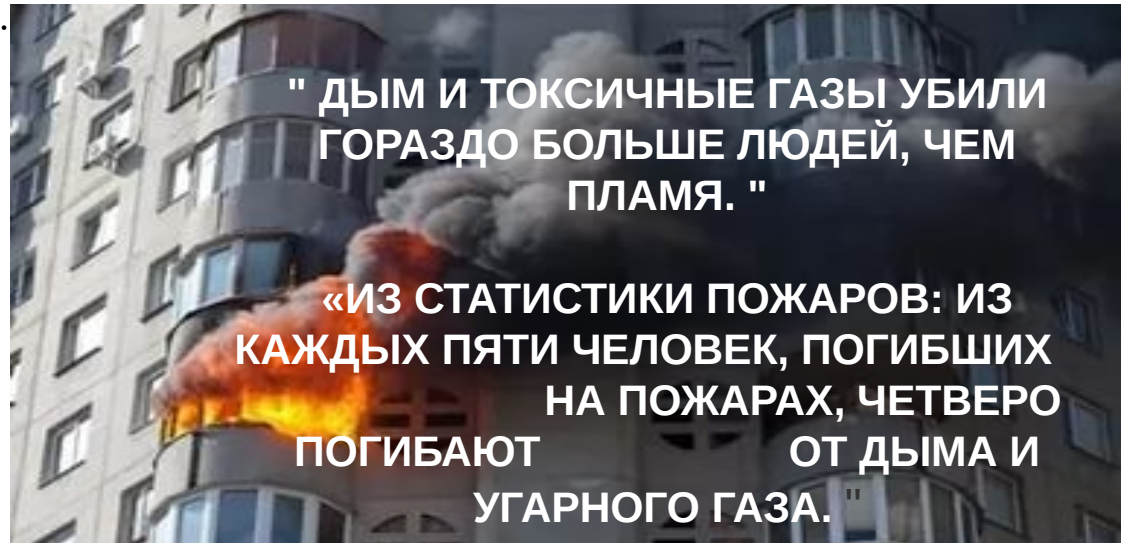 .
" ДЫМ И ТОКСИЧНЫЕ ГАЗЫ УБИЛИ
ГОРАЗДО БОЛЬШЕ ЛЮДЕЙ, ЧЕМ
ПЛАМЯ. "
«ИЗ СТАТИСТИКИ ПОЖАРОВ: ИЗ
КАЖДЫХ ПЯТИ ЧЕЛОВЕК, ПОГИБШИХ
НА ПОЖАРАХ, ЧЕТВЕРО
ПОГИБАЮТ ОТ ДЫМА И
УГАРНОГО ГАЗА. "